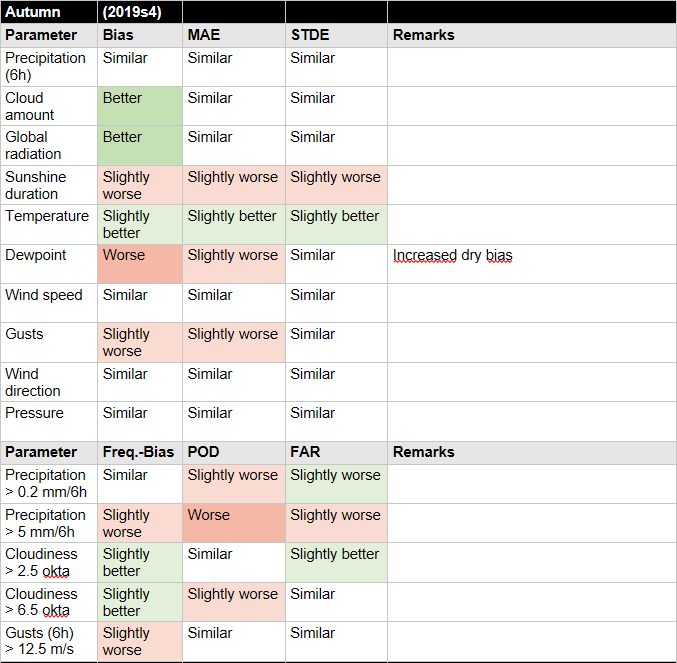 Autumn (2019s4)
Parameter Bias MAE STDE Remarks
Precipitation Similar Similar Similar
(6h)
Cloud Better Similar Similar
amount
Global Better Similar Similar
radiation
Sunshine Slightly Slightly worse Slightly worse
duration worse
Temperature Slightly Slightly better Slightly better
better
Dewpoint Worse Slightly worse Similar Increased dry bias
Wind speed Similar Similar Similar
Gusts Slightly Slightly worse Similar
worse
Wind Similar Similar Similar
direction
Pressure Similar Similar Similar
Parameter Freq.-Bias POD FAR Remarks
Precipitation Similar Slightly worse Slightly worse
> 0.2 mm/6h
Precipitation Slightly Worse Slightly worse
> 5 mm/6h worse
Cloudiness Slightly Similar Slightly better
> 2.5 okta better
Cloudiness Slightly Slightly worse Similar
> 6.5 okta better
Gusts (6h) Slightly Similar Similar
> 12.5 m/s worse